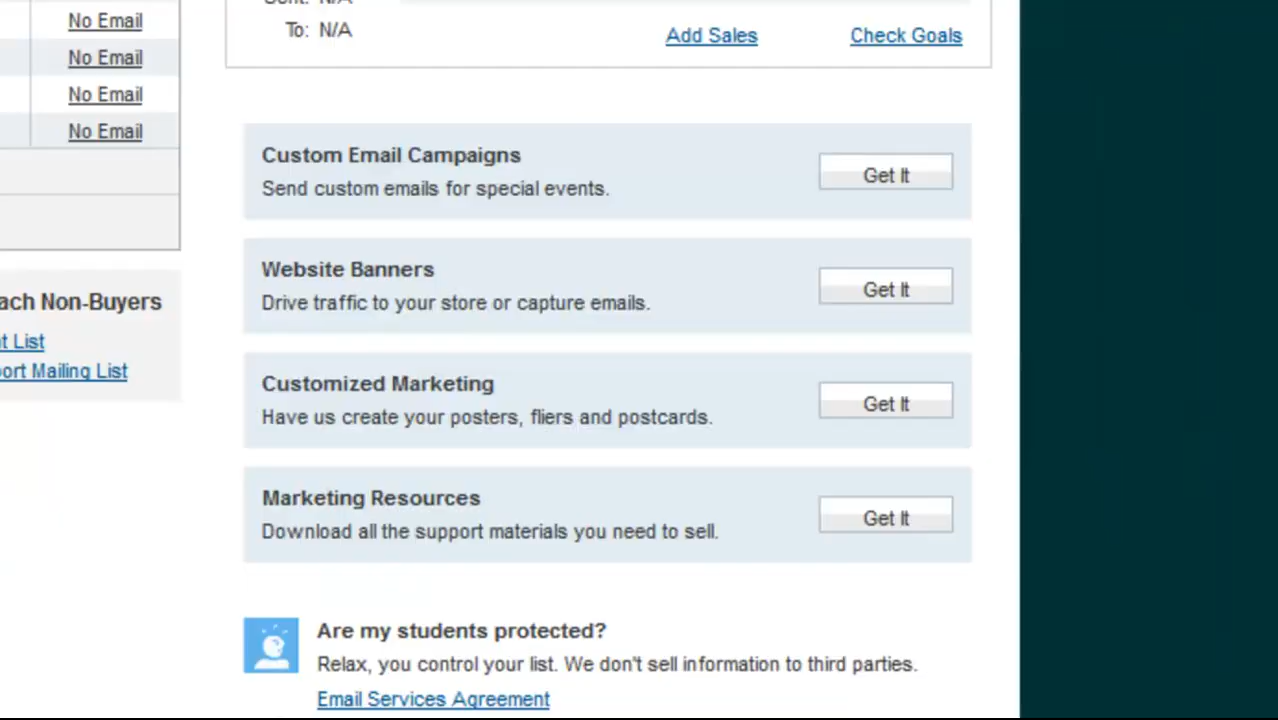 No Email
No Email
No Email
No Email
ach Non-Buyers
t List
ort Mailing List
Sent: N/A
To: N/A
Add Sales
Check Goals
Custom Email Campaigns
Send custom emails for special events.
Get It
Website Banners
Drive traffic to your store or capture emails.
Get It
Customized Marketing
Have us create your posters, fliers and postcards.
Get It
Marketing Resources
Download all the support materials you need to sell.
Get It
Are my students protected?
Relax, you control your list. We don't sell information to third parties.
Email Services Agreement